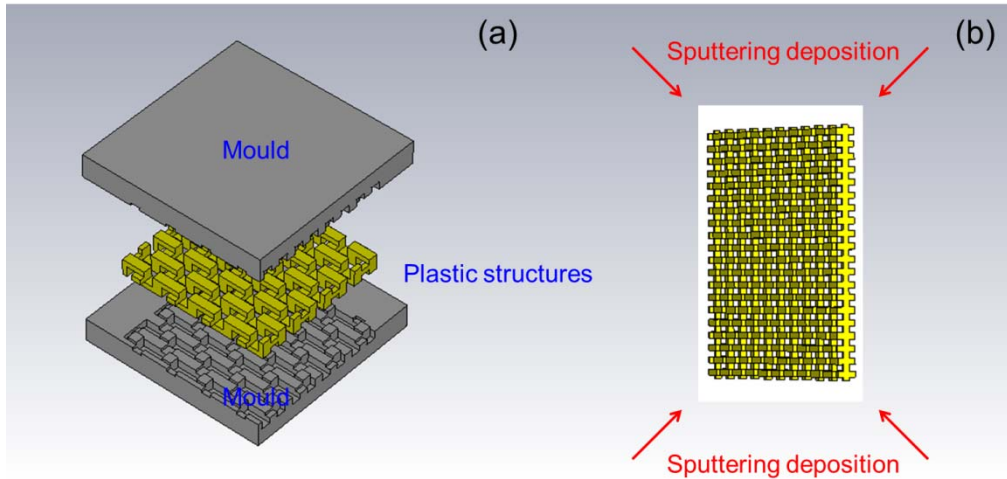 (a)
Mould
Plastic structures
Mould
(b)
Sputtering deposition
Sputtering deposition